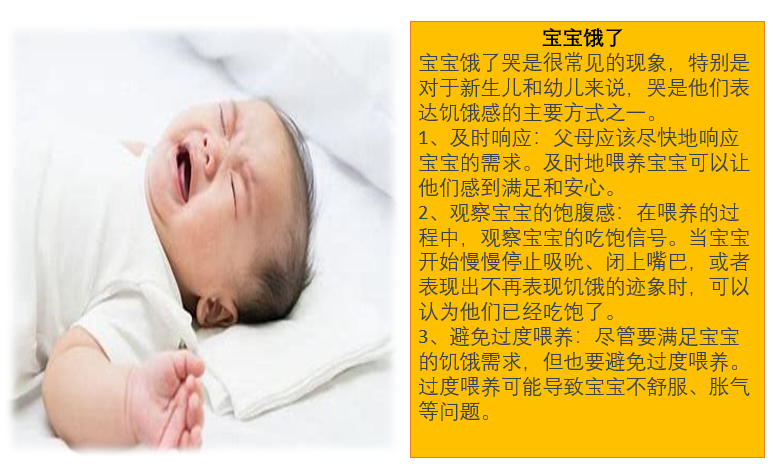 宝宝饿了
宝宝饿了哭是很常见的现象，特别是
对于新生儿和幼儿来说，哭是他们表
达饥饿感的主要方式之一。
1、及时响应：父母应该尽快地响应
宝宝的需求。及时地喂养宝宝可以让
他们感到满足和安心。
2、观察宝宝的饱腹感：在喂养的过
程中，观察宝宝的吃饱信号。当宝宝
开始慢慢停止吸吮、闭上嘴巴，或者
表现出不再表现饥饿的迹象时，可以
认为他们已经吃饱了。
3、避免过度喂养：尽管要满足宝宝
的饥饿需求，但也要避免过度喂养。
过度喂养可能导致宝宝不舒服、胀气
等问题。